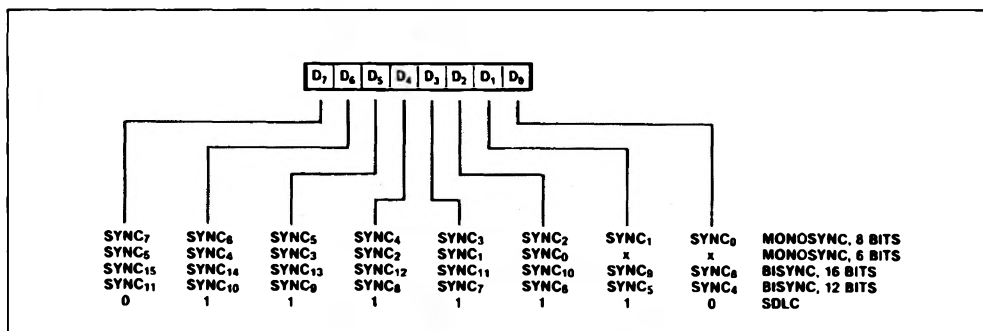 D₇ D₆ D₅ D₄ D₃ D₂ D₁ D₀
SYNC₇ SYNC₆ SYNC₅ SYNC₄ SYNC₃ SYNC₂ SYNC₁ SYNC₀ MONOSYNC, 8 BITS
SYNC₅ SYNC₄ SYNC₃ SYNC₂ SYNC₁ SYNC₀ x x MONOSYNC, 6 BITS
SYNC₁₅ SYNC₁₄ SYNC₁₃ SYNC₁₂ SYNC₁₁ SYNC₁₀ SYNC₉ SYNC₈ BISYNC, 16 BITS
SYNC₁₁ SYNC₁₀ SYNC₉ SYNC₈ SYNC₇ SYNC₆ SYNC₅ SYNC₄ BISYNC, 12 BITS
0 1 1 1 1 1 1 0 SDLC